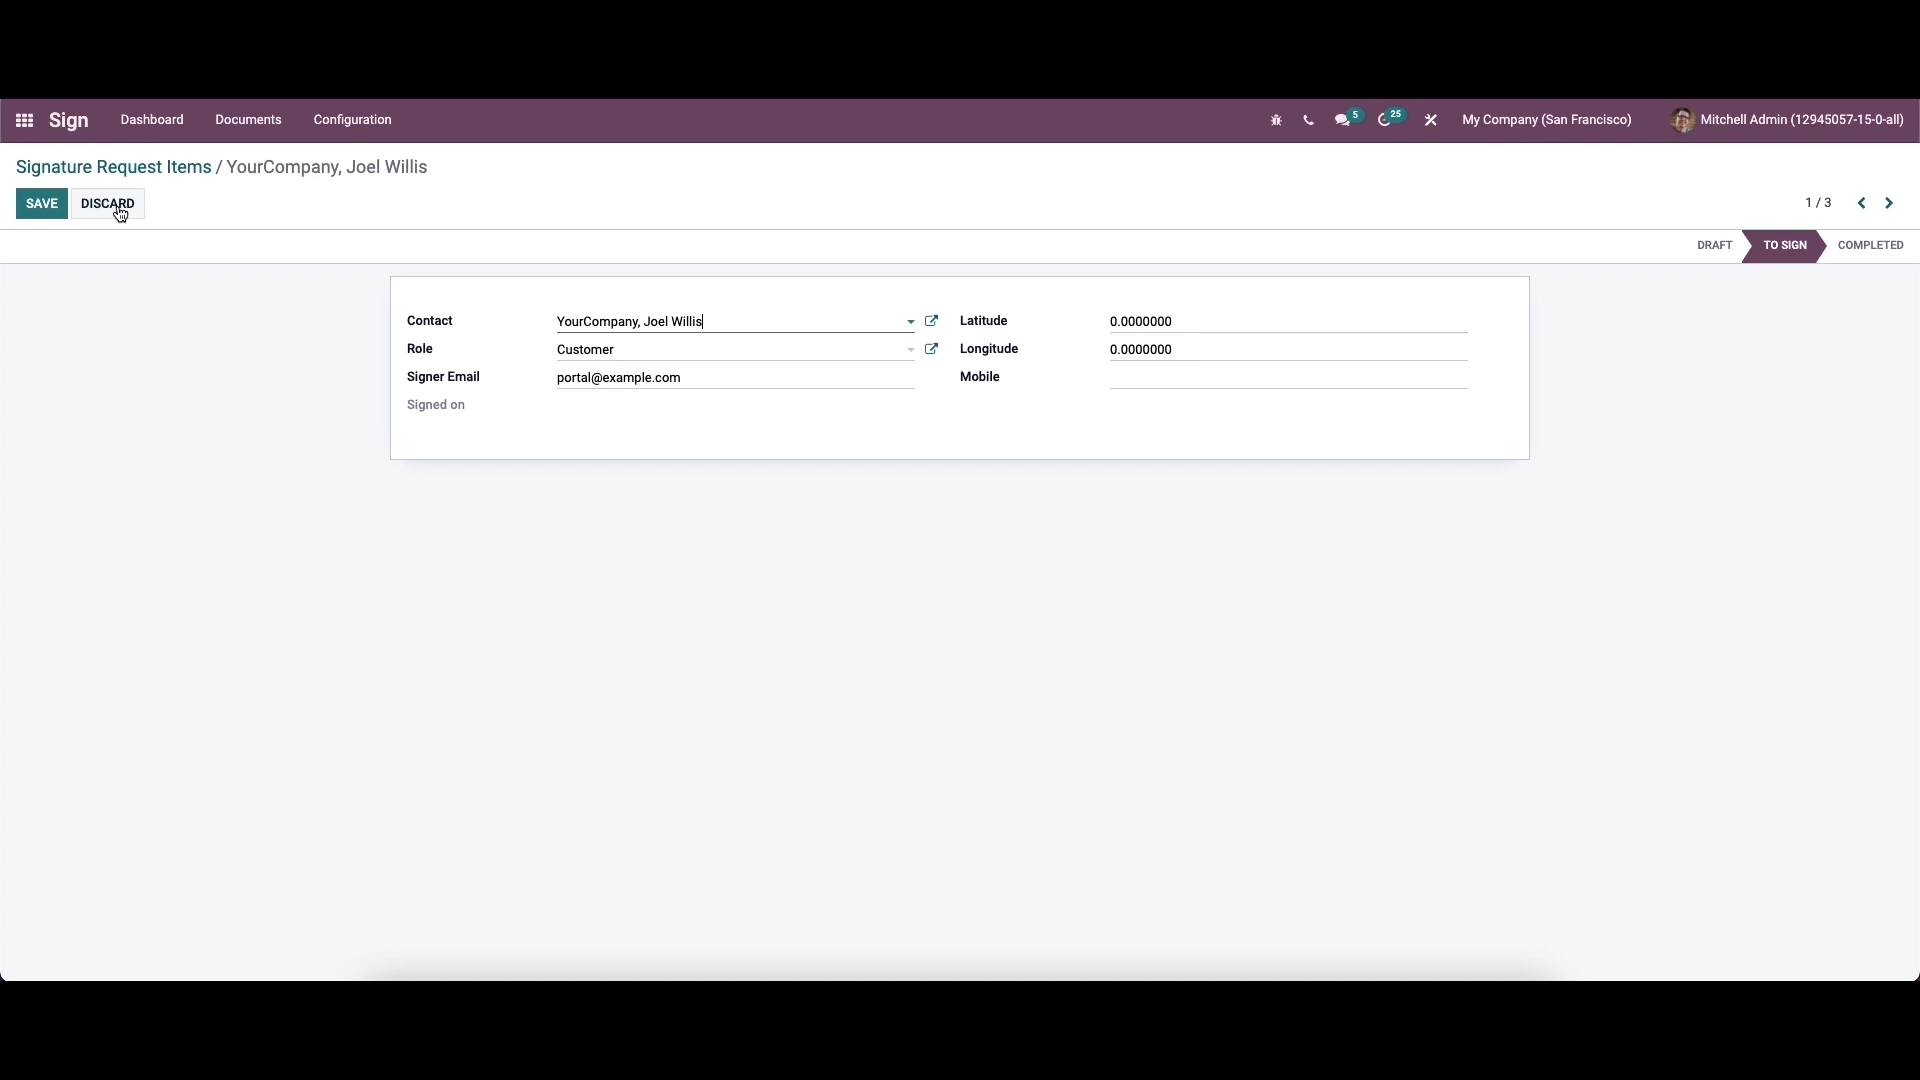 Sign Dashboard Documents Configuration 5 25 My Company (San Francisco) Mitchell Admin (12945057-15-0-all)
Signature Request Items / YourCompany, Joel Willis
SAVE DISCARD 1 / 3
DRAFT TO SIGN COMPLETED
Contact YourCompany, Joel Willis Latitude 0.0000000
Role Customer Longitude 0.0000000
Signer Email portal@example.com Mobile
Signed on